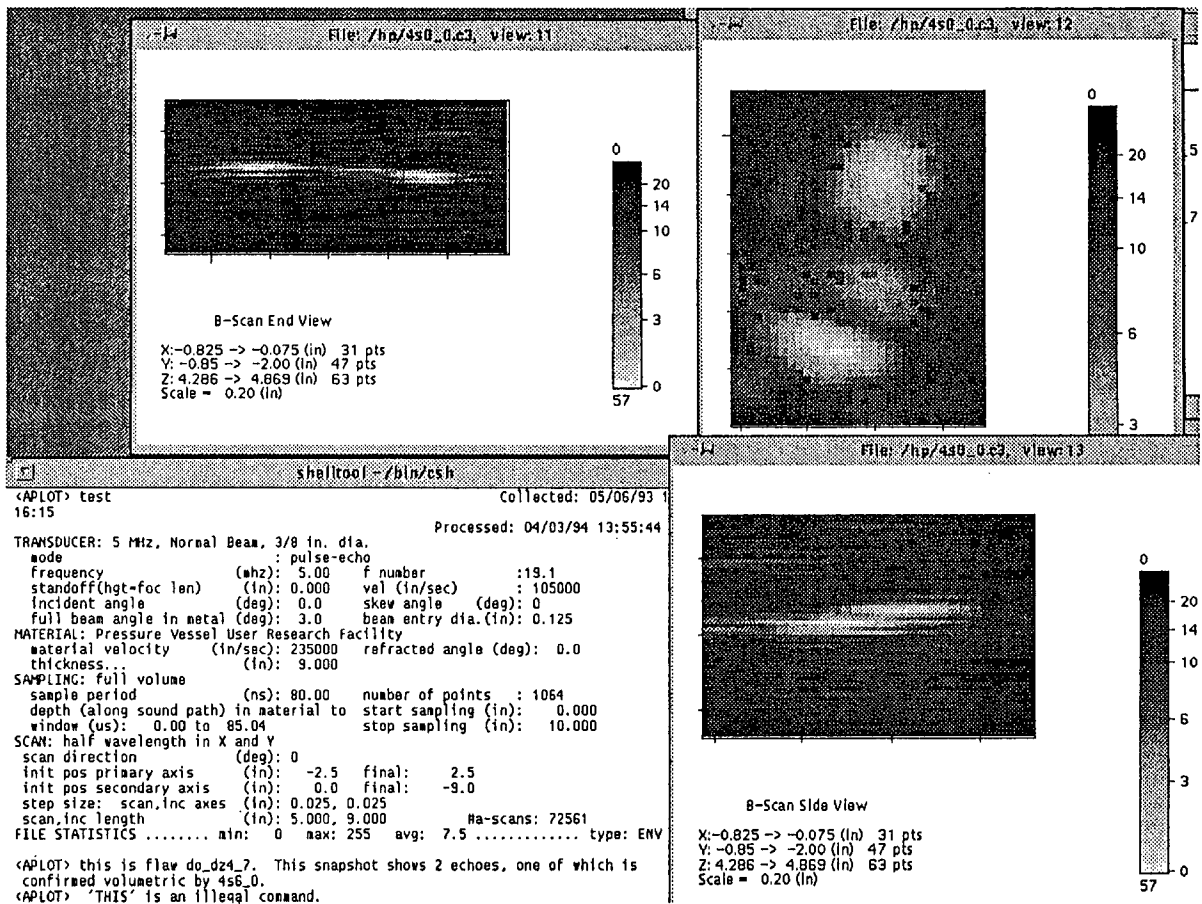 File: /hp/4s0_0.c3, view:11
0
20
14
10
6
3
0
57
B-Scan End View
X:-0.825 -> -0.075 (in) 31 pts
Y: -0.85 -> -2.00 (in) 47 pts
Z: 4.286 -> 4.869 (in) 63 pts
Scale = 0.20 (in)
File: /hp/4s0_0.c3, view:12
0
20
14
10
6
3
5
7
shelltool - /bin/csh
<APLOT> test Collected: 05/06/93 1
16:15
Processed: 04/03/94 13:55:44
TRANSDUCER: 5 MHz, Normal Beam, 3/8 in. dia.
mode : pulse-echo
frequency (mhz): 5.00 f number :19.1
standoff(hgt-foc len) (in): 0.000 vel (in/sec) : 105000
incident angle (deg): 0.0 skew angle (deg): 0
full beam angle in metal (deg): 3.0 beam entry dia.(in): 0.125
MATERIAL: Pressure Vessel User Research Facility
material velocity (in/sec): 235000 refracted angle (deg): 0.0
thickness... (in): 9.000
SAMPLING: full volume
sample period (ns): 80.00 number of points : 1064
depth (along sound path) in material to start sampling (in): 0.000
window (us): 0.00 to 85.04 stop sampling (in): 10.000
SCAN: half wavelength in X and Y
scan direction (deg): 0
init pos primary axis (in): -2.5 final: 2.5
init pos secondary axis (in): 0.0 final: -9.0
step size: scan,inc axes (in): 0.025, 0.025
scan,inc length (in): 5.000, 9.000 #a-scans: 72561
FILE STATISTICS ........ min: 0 max: 255 avg: 7.5 ............. type: ENV
<APLOT> this is flaw do_dz4_7. This snapshot shows 2 echoes, one of which is
confirmed volumetric by 4s6_0.
<APLOT> 'THIS' is an illegal command.
File: /hp/4s0_0.c3, view:13
0
20
14
10
6
3
0
57
B-Scan Side View
X:-0.825 -> -0.075 (in) 31 pts
Y: -0.85 -> -2.00 (in) 47 pts
Z: 4.286 -> 4.869 (in) 63 pts
Scale = 0.20 (in)